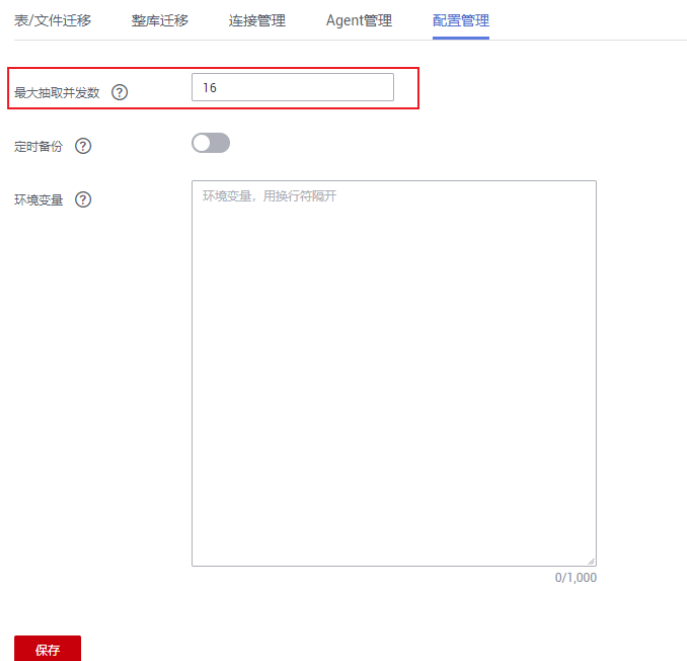 表/文件迁移 整库迁移 连接管理 Agent管理 配置管理
最大抽取并发数 ? 16
定时备份 ?
环境变量 ? 环境变量，用换行符隔开
0/1,000
保存